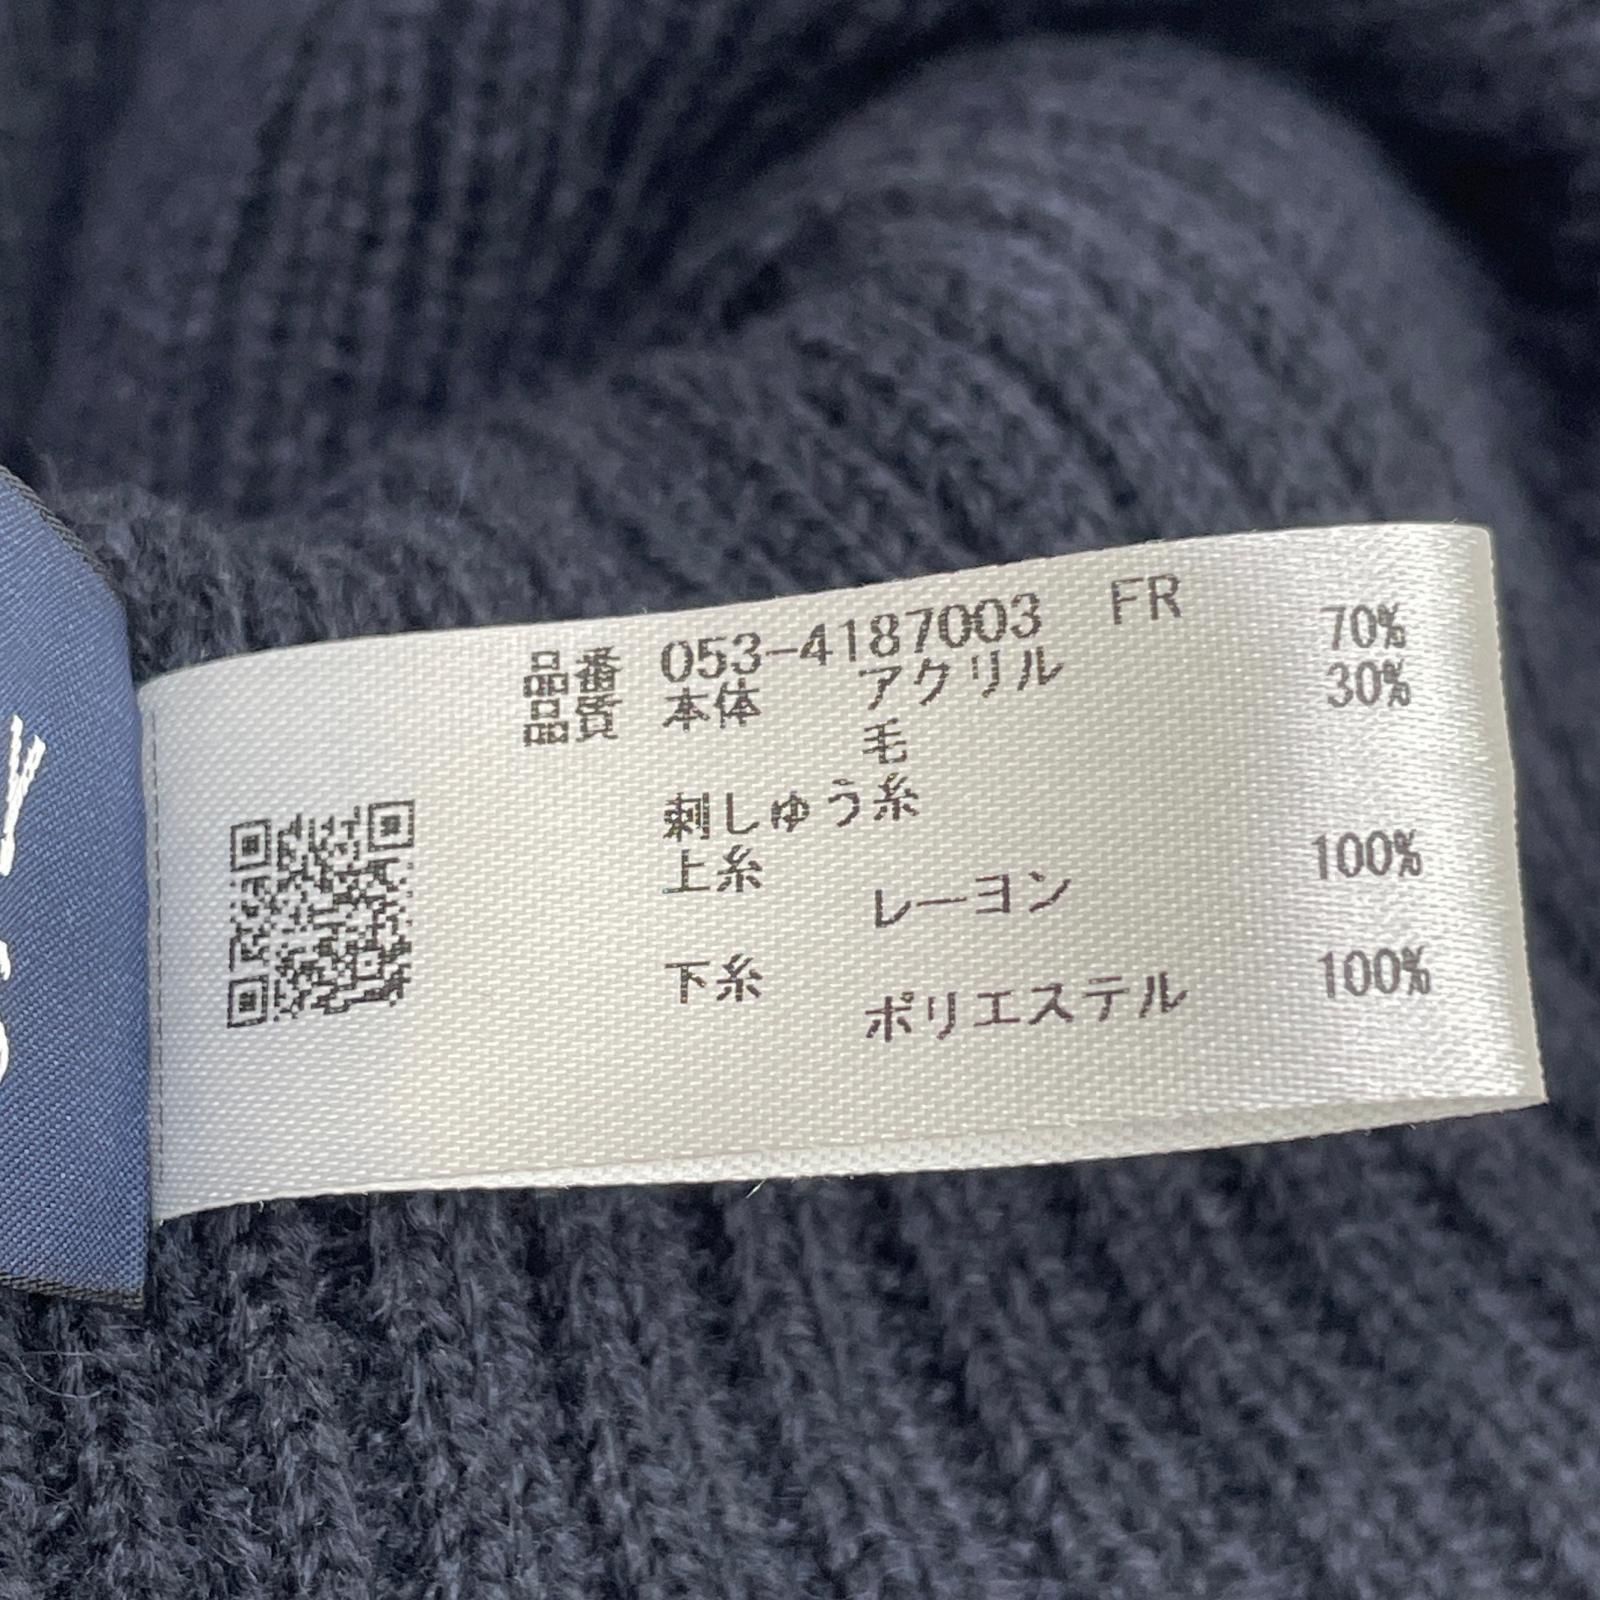 品番 053-4187003 FR
品質 本体 アクリル 70%
毛 30%
刺しゅう糸
上糸
レーヨン 100%
下糸
ポリエステル 100%